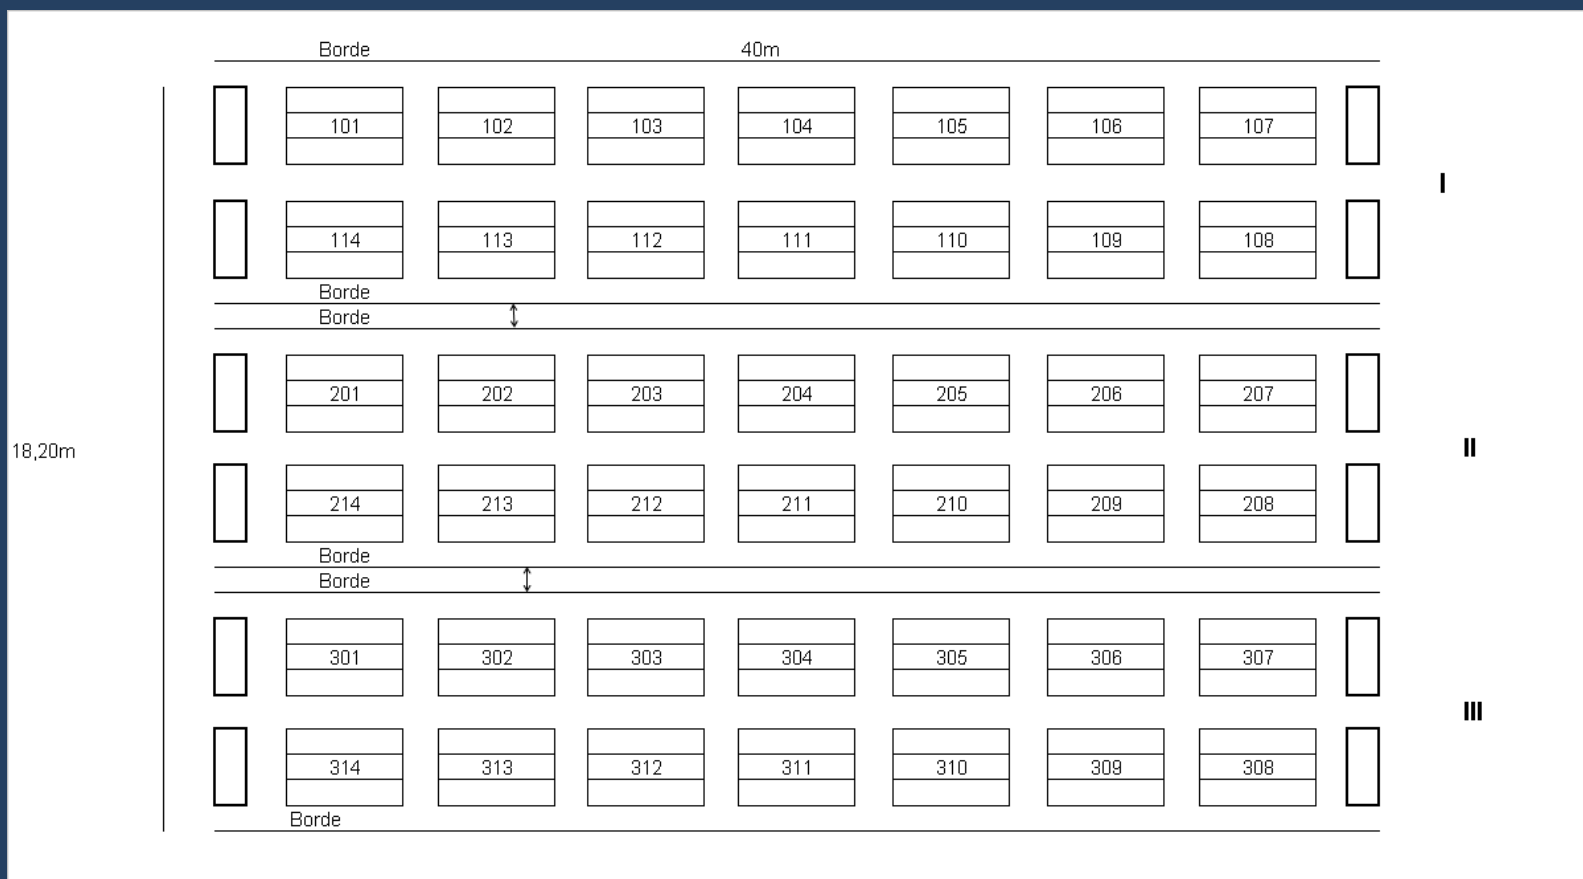 Borde 40m
101 102 103 104 105 106 107
I
114 113 112 111 110 109 108
Borde
Borde
201 202 203 204 205 206 207
18,20m II
214 213 212 211 210 209 208
Borde
Borde
301 302 303 304 305 306 307
III
314 313 312 311 310 309 308
Borde